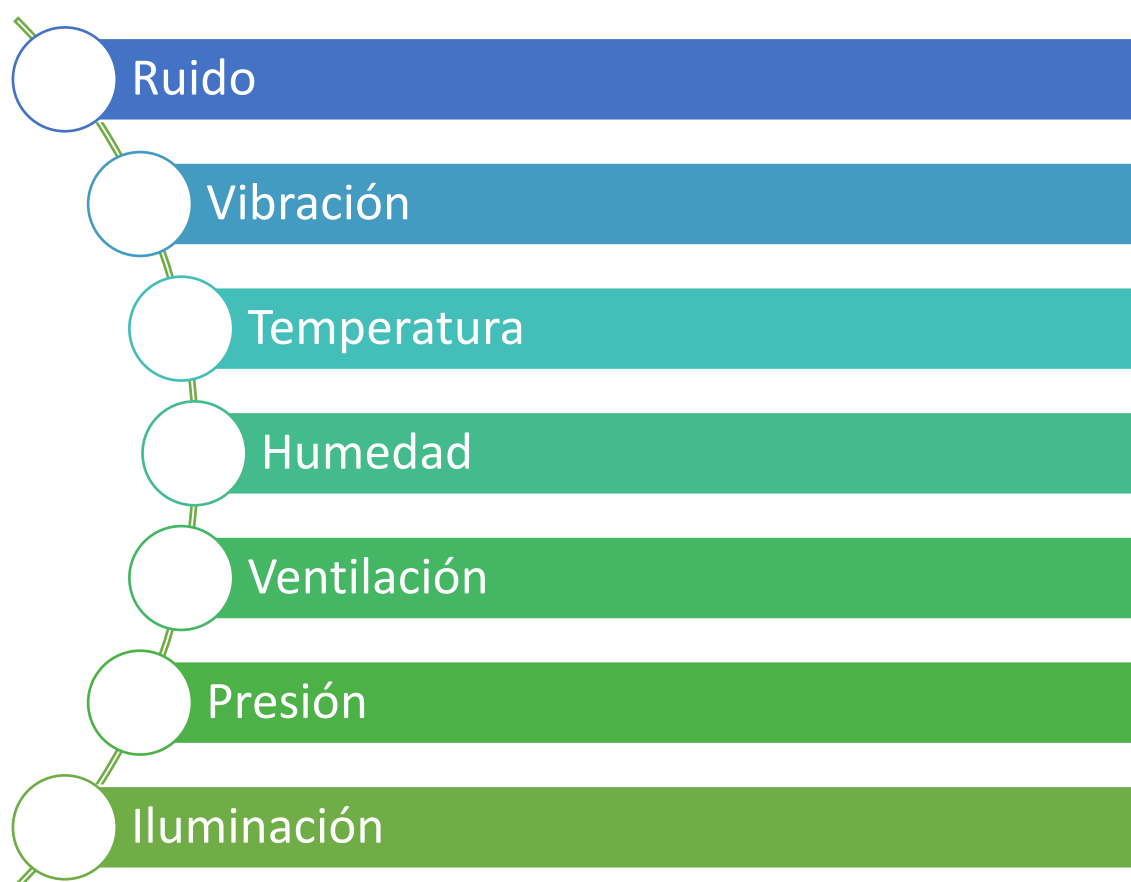 Ruido
Vibración
Temperatura
Humedad
Ventilación
Presión
Iluminación